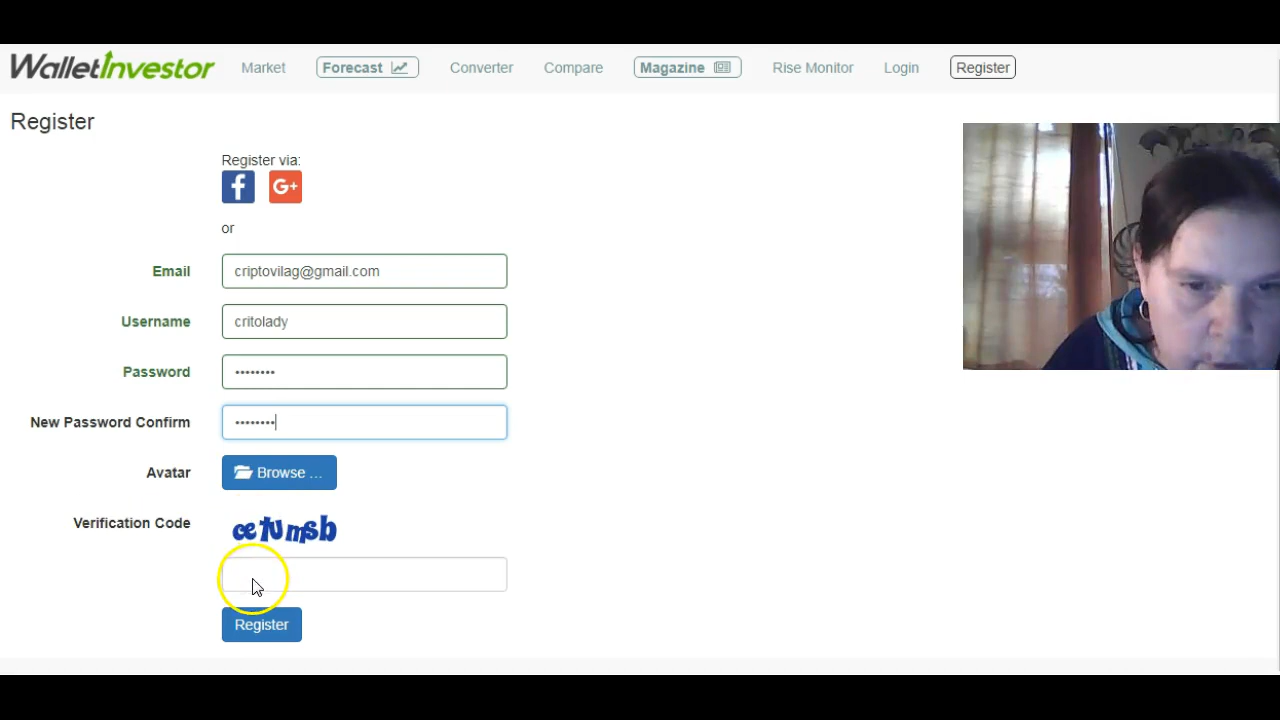 WalletInvestor Market Forecast Converter Compare Magazine Rise Monitor Login Register
Register
Register via:
G+
or
Email criptovilag@gmail.com
Username critolady
Password ••••••••
New Password Confirm ••••••••
Avatar Browse …
Verification Code cetumsb
Register